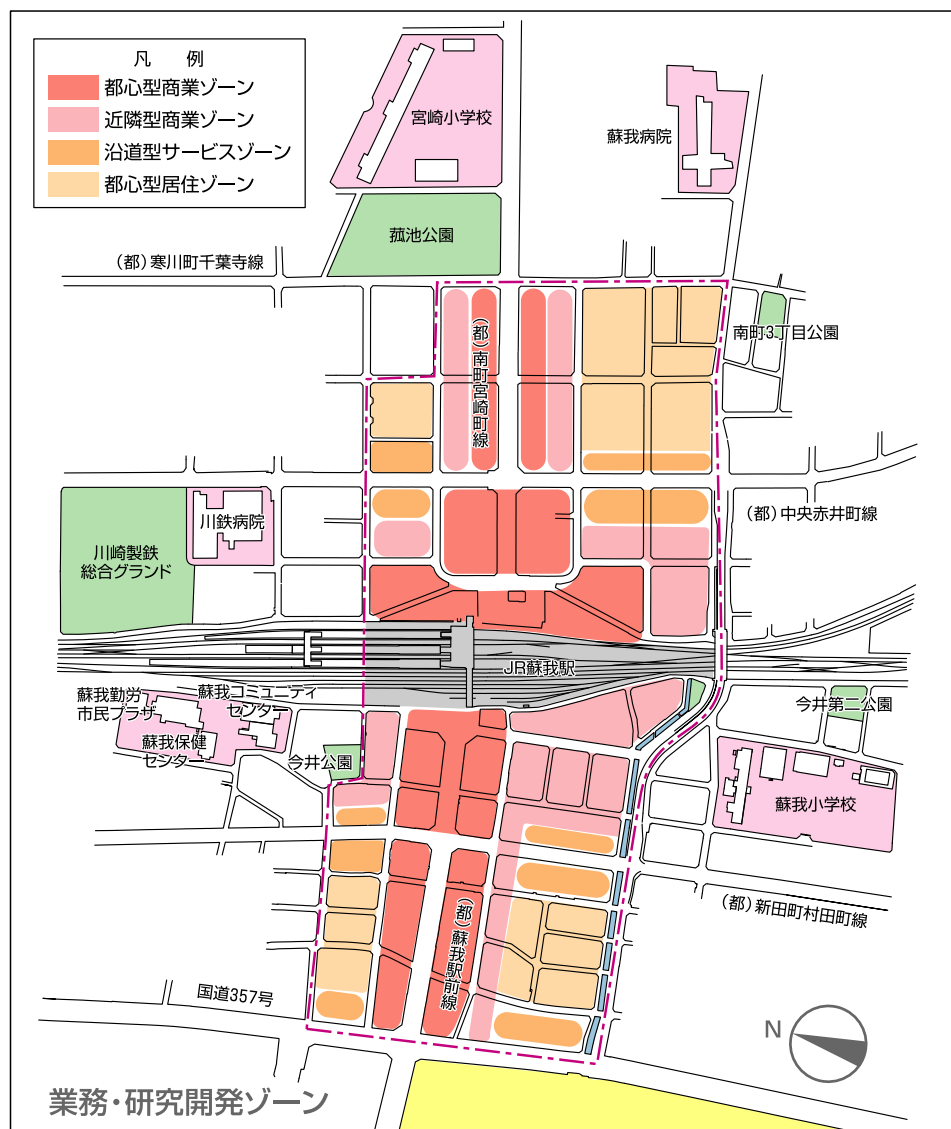 凡 例
都心型商業ゾーン
近隣型商業ゾーン
沿道型サービスゾーン
都心型居住ゾーン
宮崎小学校
蘇我病院
菰池公園
(都)寒川町千葉寺線
南町3丁目公園
(都)南町宮崎町線
(都)中央赤井町線
川鉄病院
川崎製鉄
総合グランド
JR蘇我駅
蘇我勤労
市民プラザ
蘇我コミューニティ
センター
蘇我保健
センター
今井公園
今井第二公園
蘇我小学校
(都)新田町村田町線
(都)蘇我駅前線
国道357号
N
業務・研究開発ゾーン